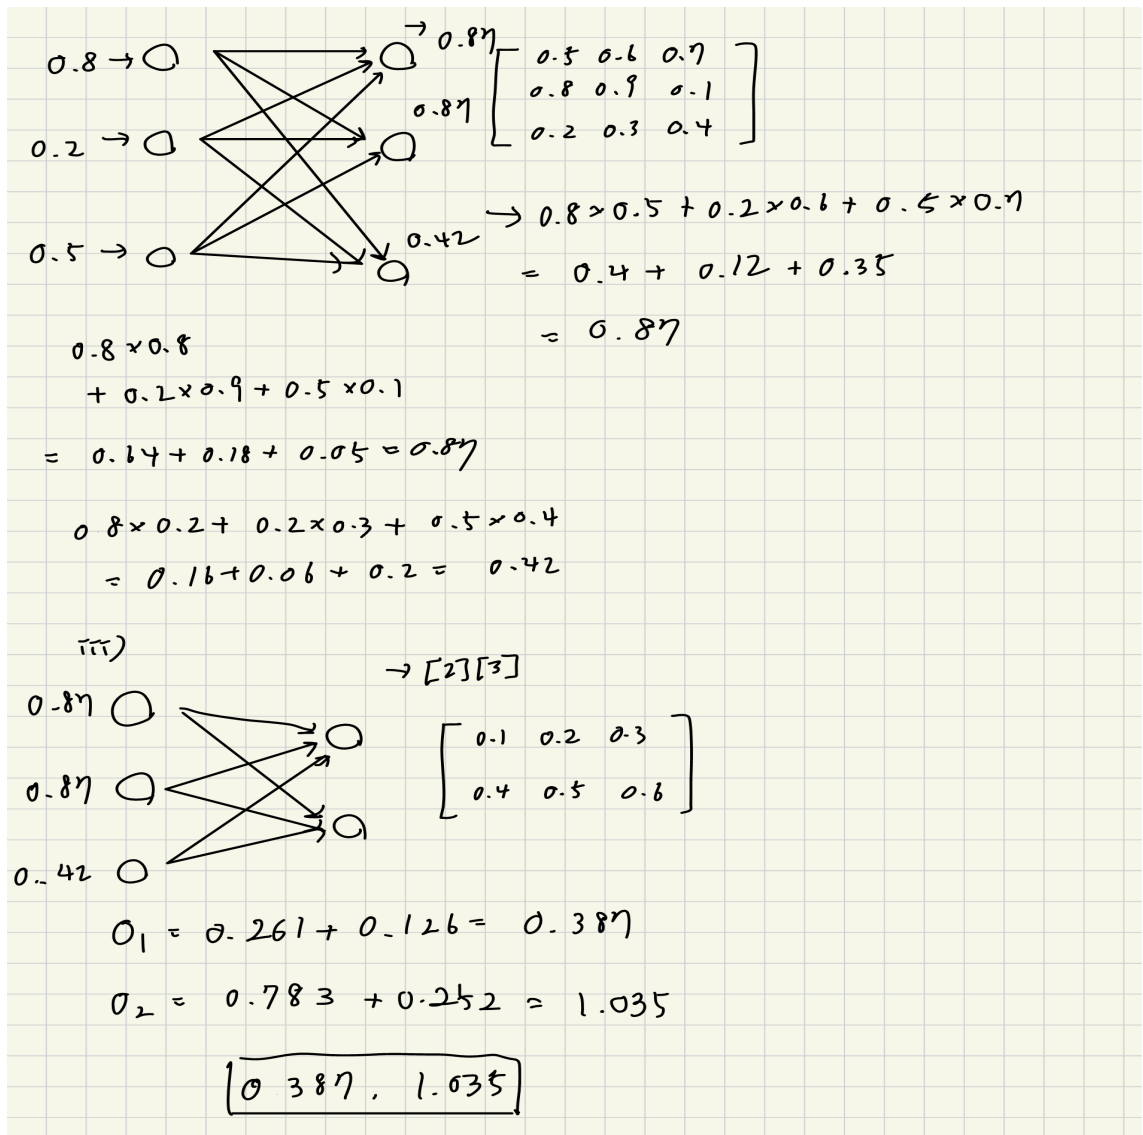 0.8 → → 0.87
[ 0.5 0.6 0.7
0.8 0.9 0.1
0.2 0.3 0.4 ]
0.2 → 0.87
0.5 → 0.42
→ 0.8 × 0.5 + 0.2 × 0.6 + 0.5 × 0.7
= 0.4 + 0.12 + 0.35
= 0.87
0.8 × 0.8
+ 0.2 × 0.9 + 0.5 × 0.1
= 0.64 + 0.18 + 0.05 = 0.87
0 8 × 0.2 + 0.2 × 0.3 + 0.5 × 0.4
= 0.16 + 0.06 + 0.2 = 0.42
iii)
→ [2][3]
0.87
0.87
0.42
[ 0.1 0.2 0.3
0.4 0.5 0.6 ]
O₁ = 0.261 + 0.126 = 0.387
O₂ = 0.783 + 0.252 = 1.035
0 387, 1.035